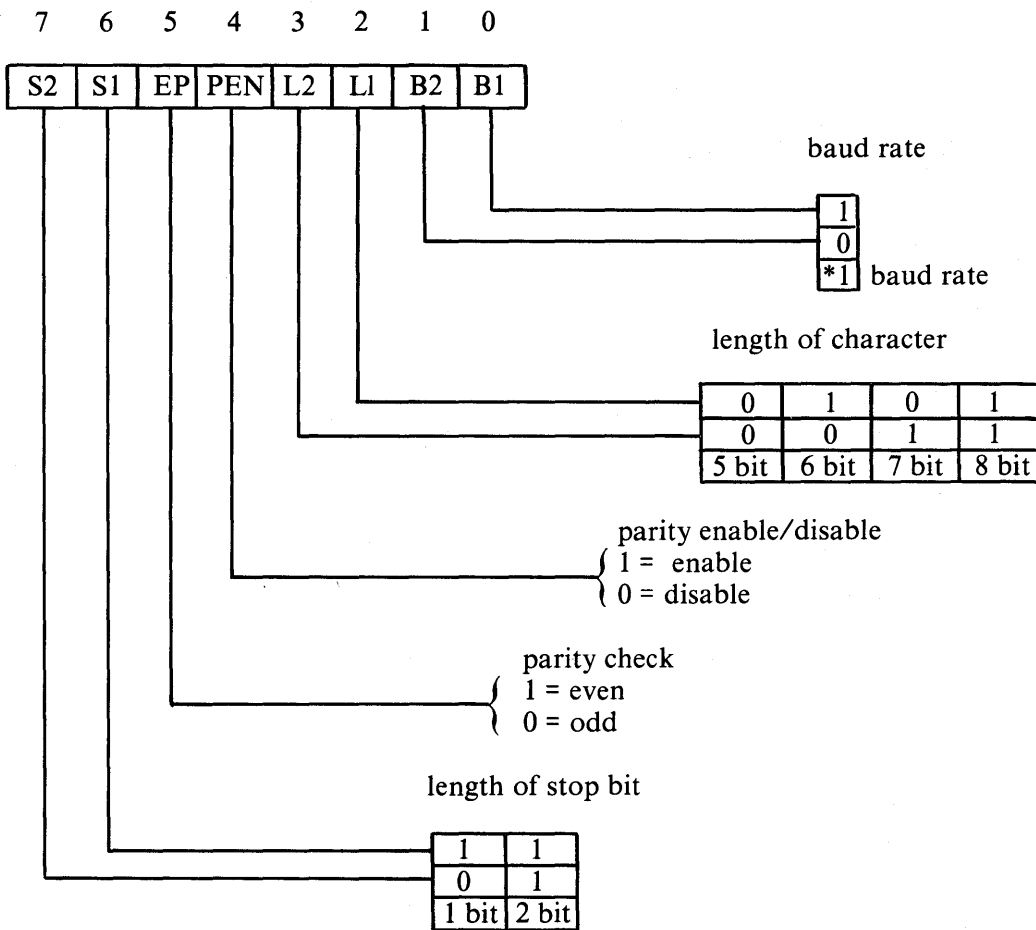 7 6 5 4 3 2 1 0
S2 S1 EP PEN L2 L1 B2 B1
baud rate
1
0
*1 baud rate
length of character
0 1 0 1
0 0 1 1
5 bit 6 bit 7 bit 8 bit
parity enable/disable
1 = enable
0 = disable
parity check
1 = even
0 = odd
length of stop bit
1 1
0 1
1 bit 2 bit